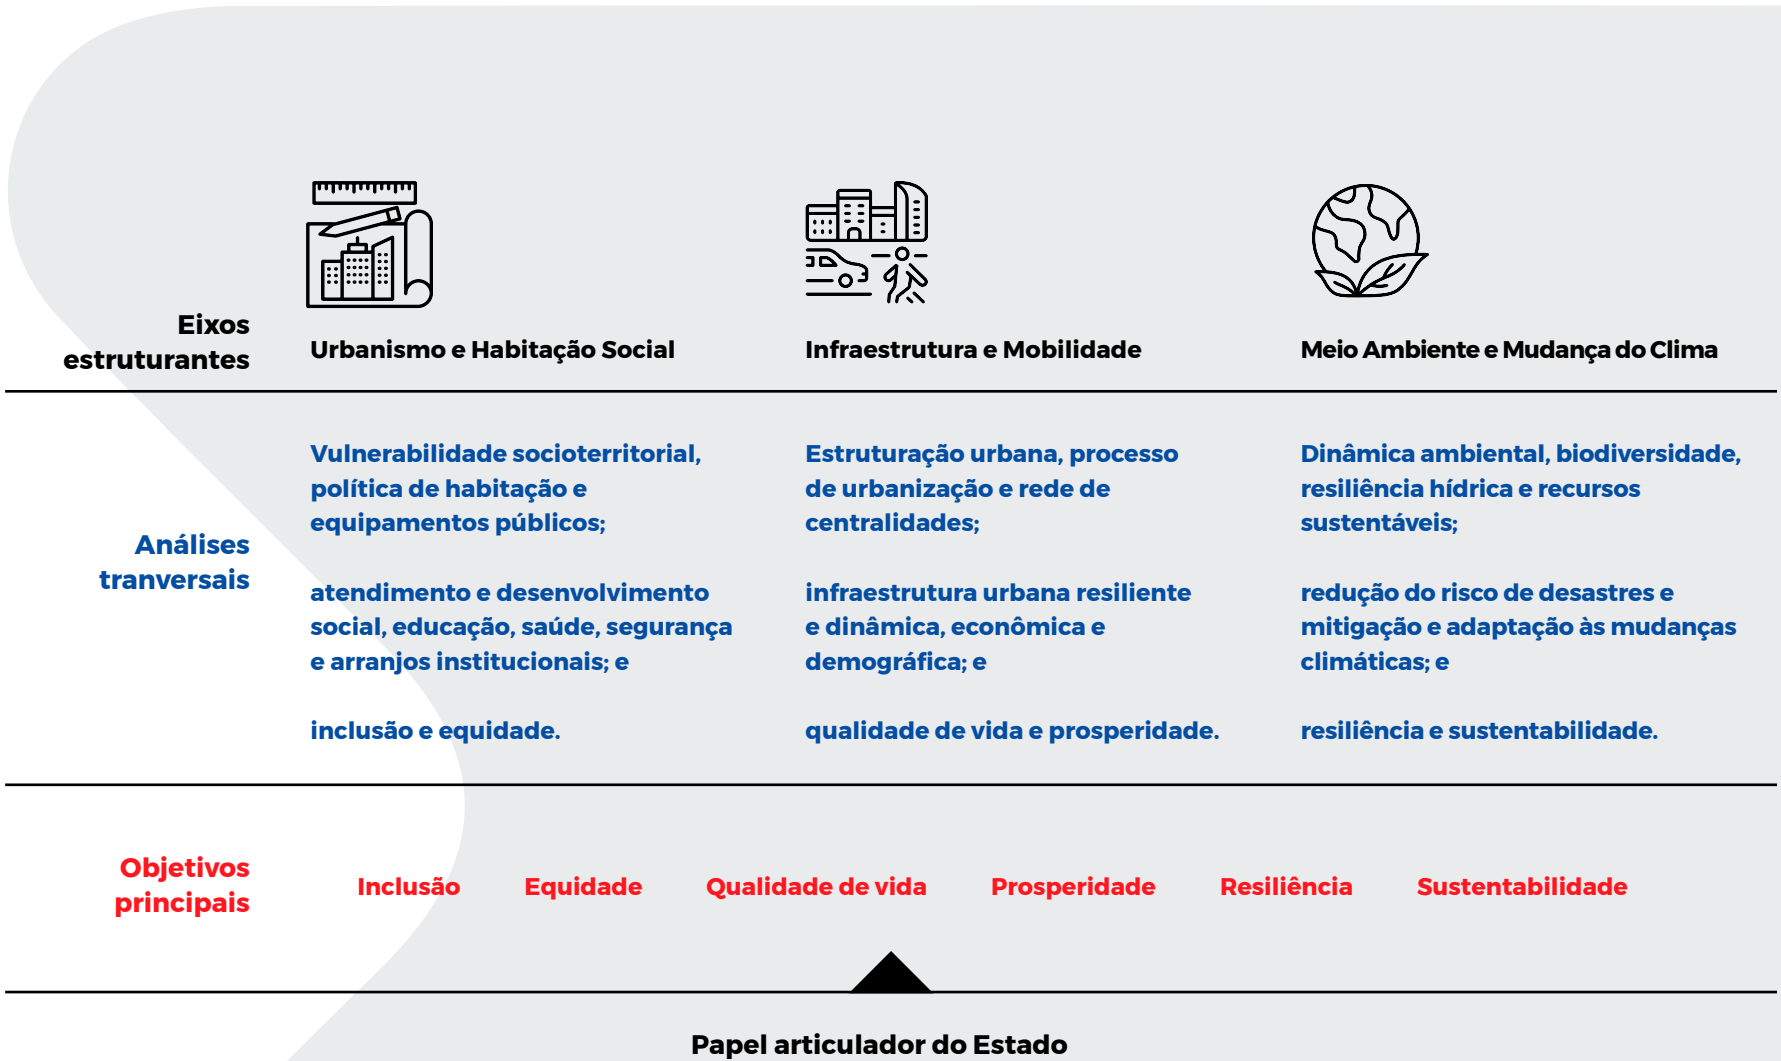 Eixos
estruturantes
Urbanismo e Habitação Social
Infraestrutura e Mobilidade
Meio Ambiente e Mudança do Clima
Análises
tranversais
Vulnerabilidade socioterritorial,
política de habitação e
equipamentos públicos;
atendimento e desenvolvimento
social, educação, saúde, segurança
e arranjos institucionais; e
inclusão e equidade.
Estruturação urbana, processo
de urbanização e rede de
centralidades;
infraestrutura urbana resiliente
e dinâmica, econômica e
demográfica; e
qualidade de vida e prosperidade.
Dinâmica ambiental, biodiversidade,
resiliência hídrica e recursos
sustentáveis;
redução do risco de desastres e
mitigação e adaptação às mudanças
climáticas; e
resiliência e sustentabilidade.
Objetivos
principais
Inclusão
Equidade
Qualidade de vida
Prosperidade
Resiliência
Sustentabilidade
Papel articulador do Estado